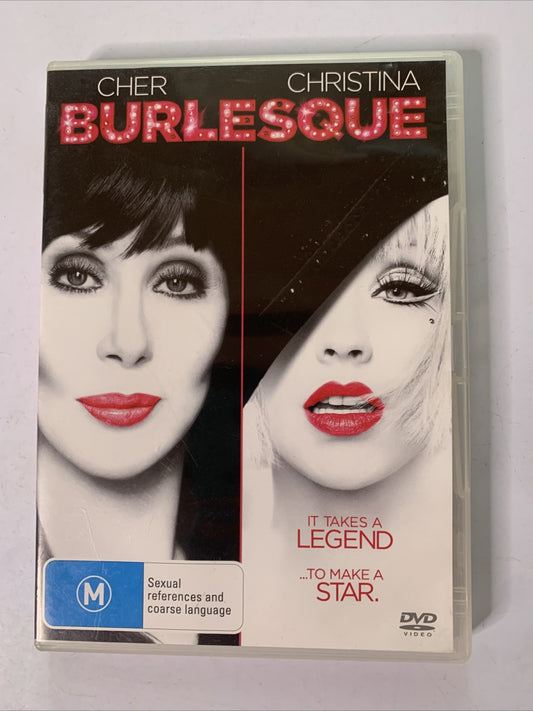 CHER CHRISTINA
BURLESQUE
IT TAKES A
LEGEND
...TO MAKE A
STAR.
M
Sexual
references and
coarse language
DVD
VIDEO